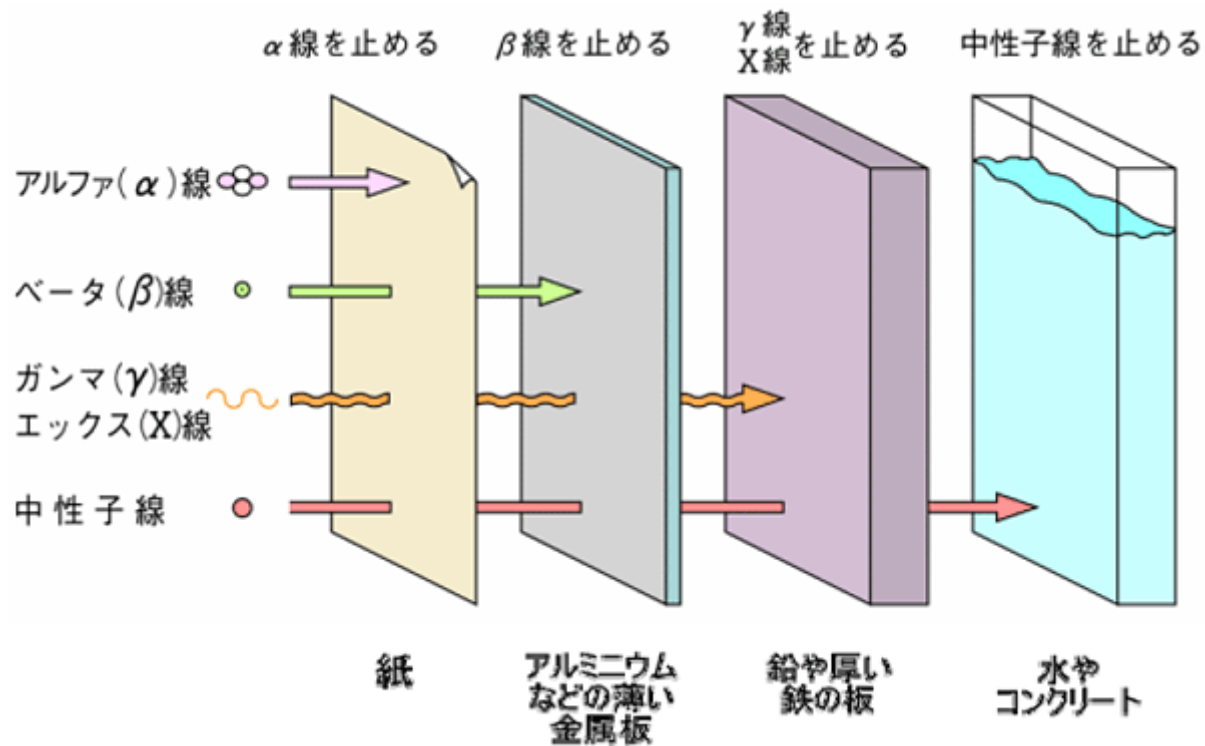 α線を止める
β線を止める
γ線
X線 を止める
中性子線を止める
アルファ(α)線
ベータ(β)線
ガンマ(γ)線
エックス(X)線
中性子線
紙
アルミニウム
などの薄い
金属板
鉛や厚い
鉄の板
水や
コンクリート